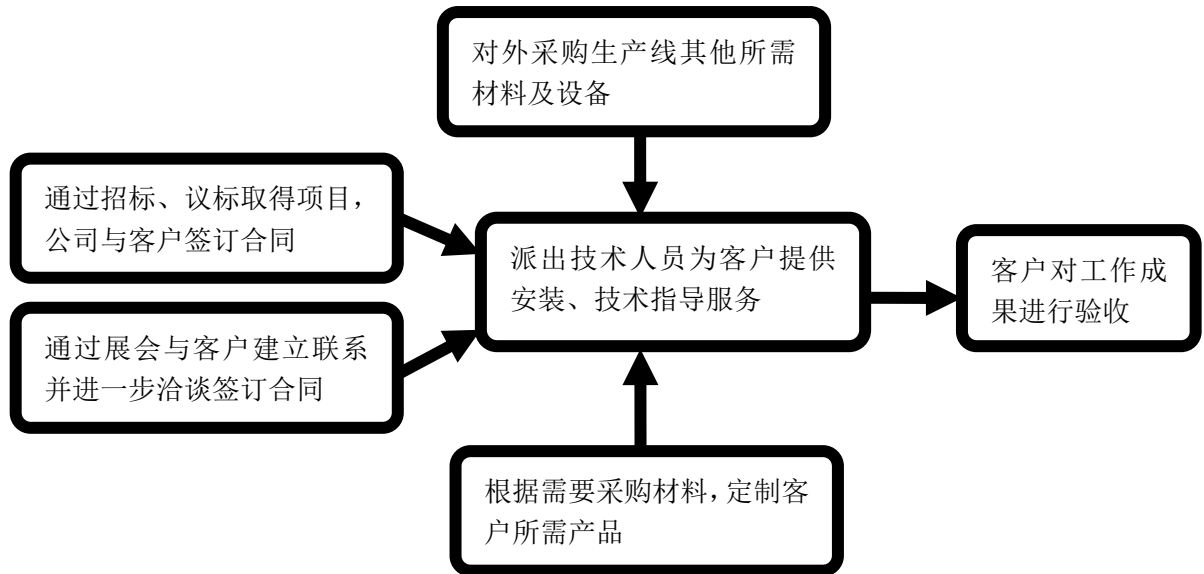 对外采购生产线其他所需
材料及设备
通过招标、议标取得项目，
公司与客户签订合同
派出技术人员为客户提供
安装、技术指导服务
客户对工作成
果进行验收
通过展会与客户建立联系
并进一步洽谈签订合同
根据需要采购材料，定制客
户所需产品